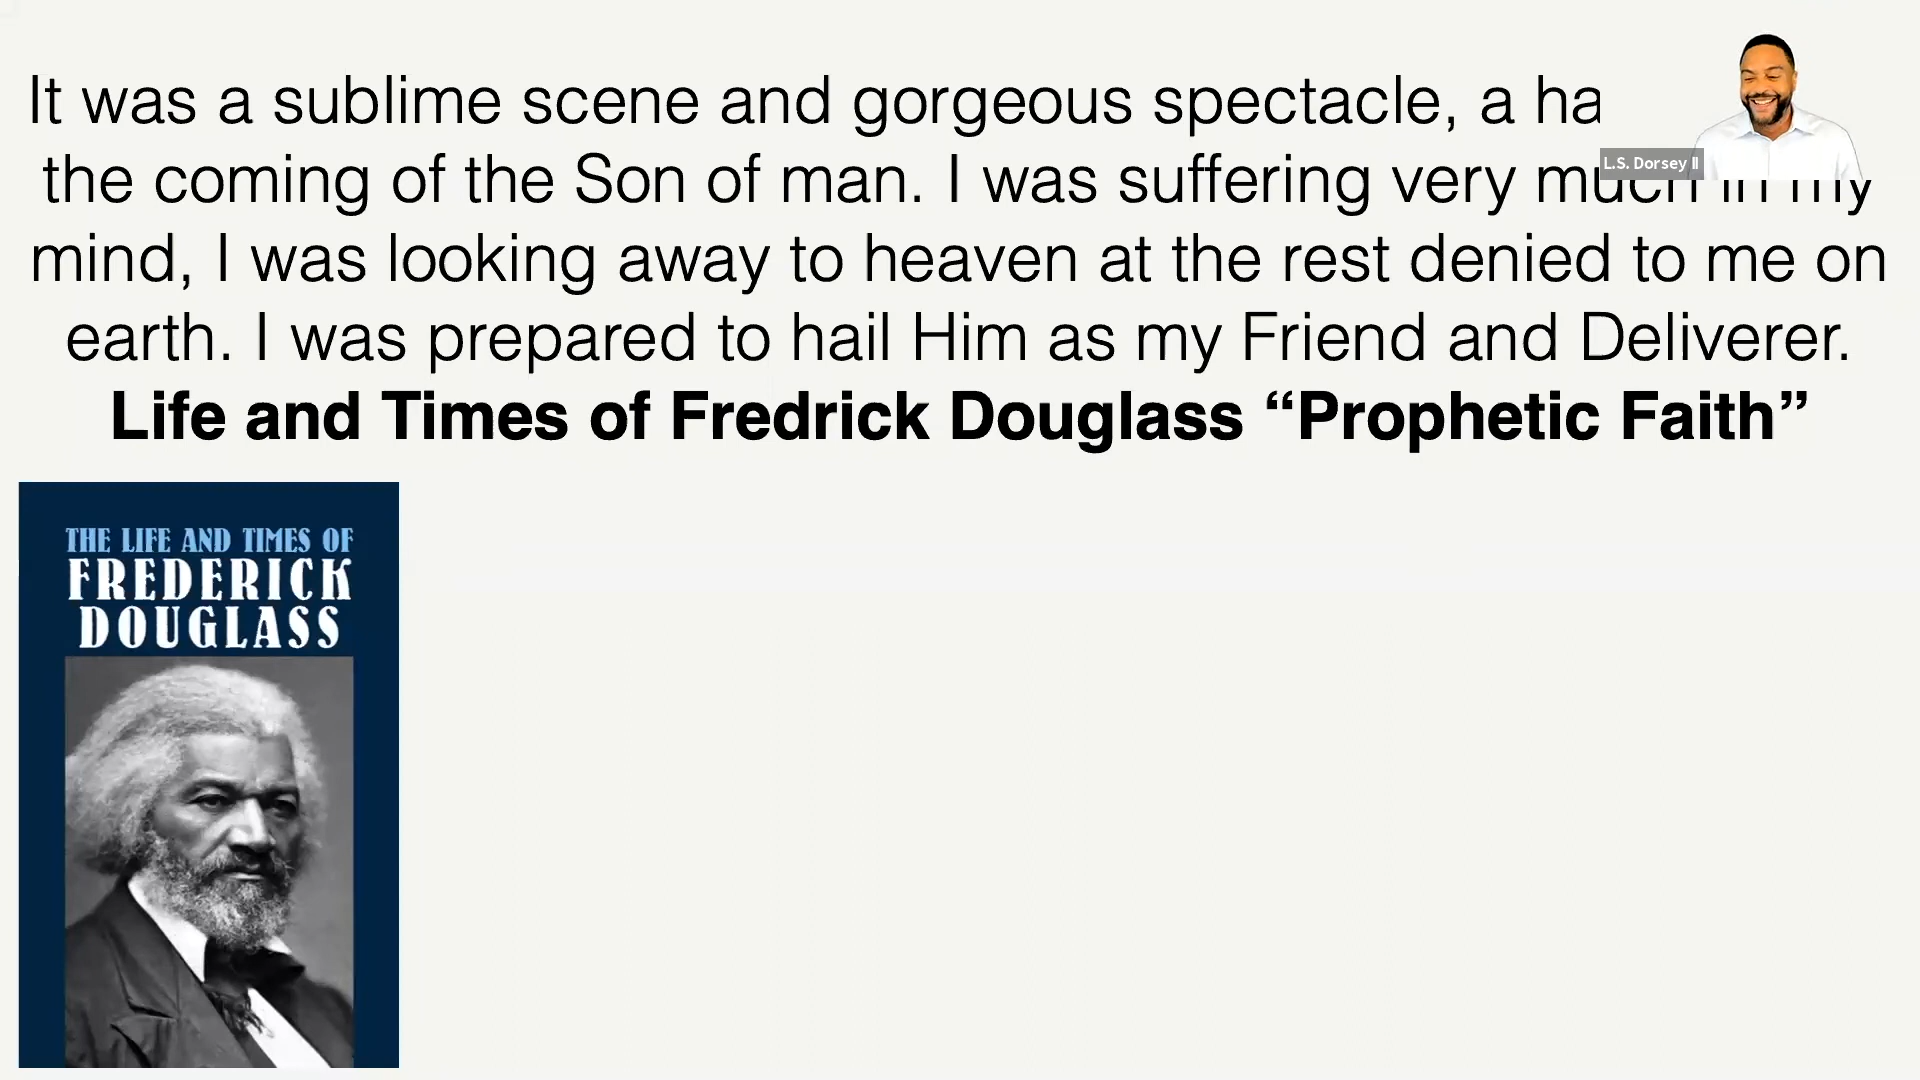 It was a sublime scene and gorgeous spectacle, a
the coming of the Son of man. I was suffering very much in my
mind, I was looking away to heaven at the rest denied to me on
earth. I was prepared to hail Him as my Friend and Deliverer.
Life and Times of Fredrick Douglass “Prophetic Faith”
L.S. Dorsey II
THE LIFE AND TIMES OF
FREDERICK
DOUGLASS